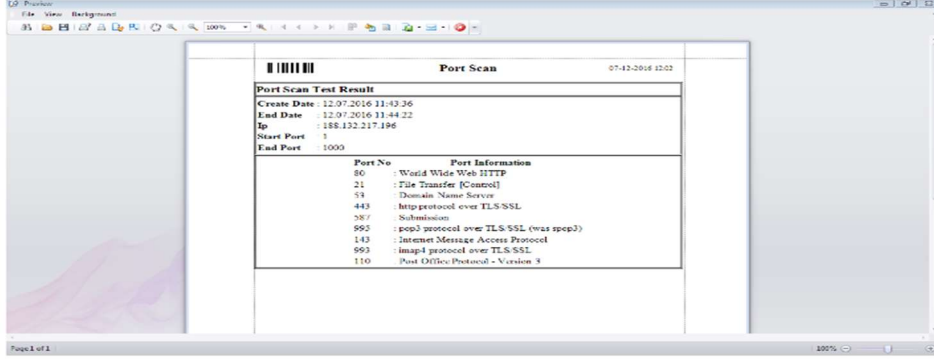 Preview
File View Background
100%
Port Scan
07-12-2016 12:02
Port Scan Test Result
Create Date : 12.07.2016 11:43:36
End Date : 12.07.2016 11:44:22
Ip : 188.132.217.196
Start Port : 1
End Port : 1000
Port No Port Information
80 : World Wide Web HTTP
21 : File Transfer [Control]
53 : Domain Name Server
443 : http protocol over TLS/SSL
587 : Submission
995 : pop3 protocol over TLS/SSL (was spop3)
143 : Internet Message Access Protocol
993 : imap4 protocol over TLS/SSL
110 : Post Office Protocol - Version 3
Page 1 of 1
100%